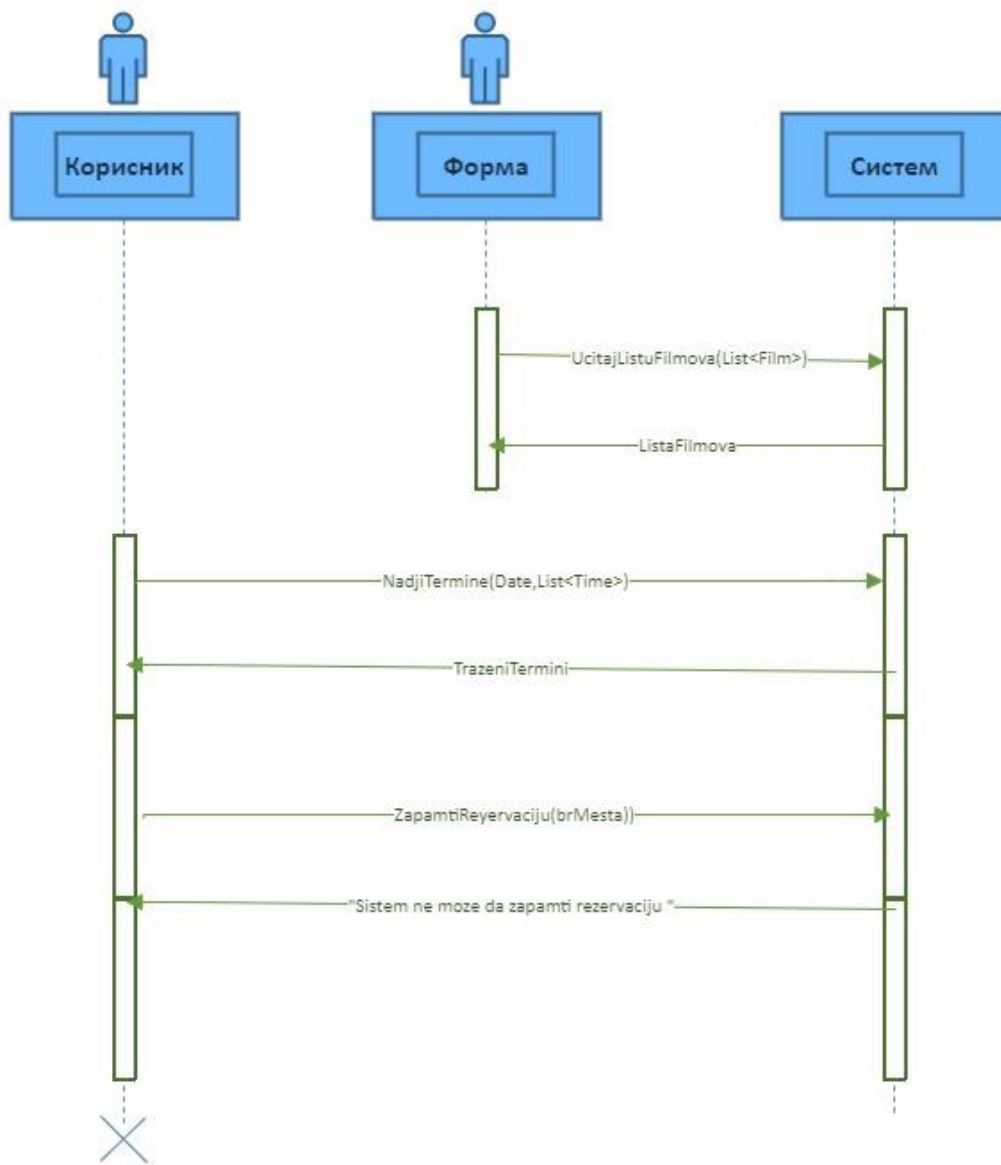 Корисник
Форма
Систем
UcitajListuFilmova(List<Film>)
ListaFilmova
NadjiTermine(Date,List<Time>)
TrazeniTermini
ZapamtiReyervaciju(brMesta))
"Sistem ne moze da zapamti rezervaciju "